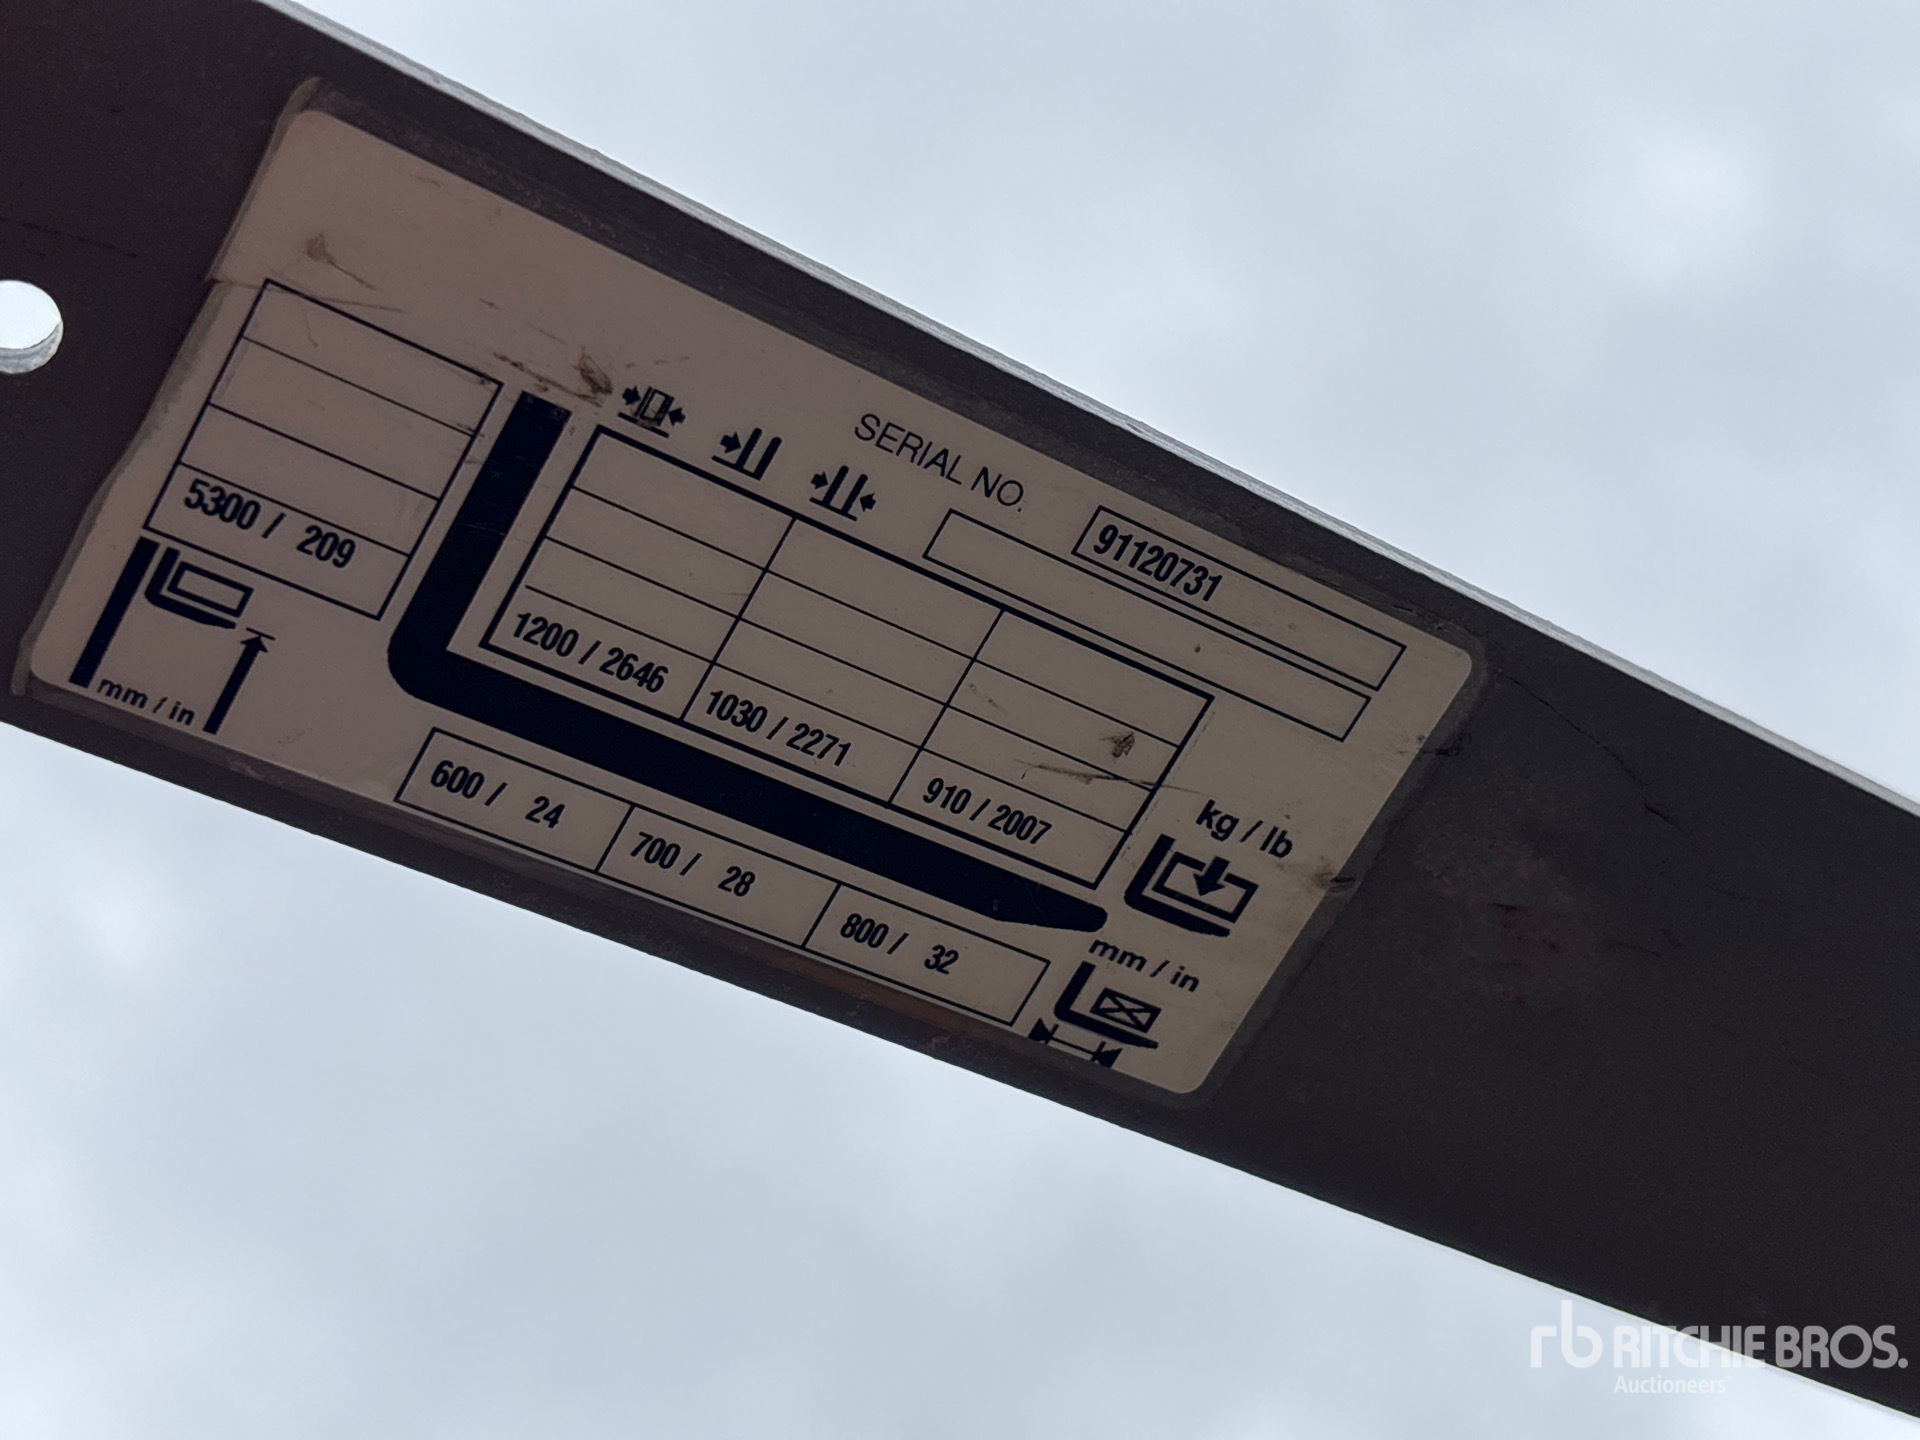 SERIAL NO.
91120731
5300 / 209
1200 / 2646
1030 / 2271
910 / 2007
kg / lb
mm / in
600 / 24
700 / 28
800 / 32
mm / in
rb RITCHIE BROS.
Auctioneers